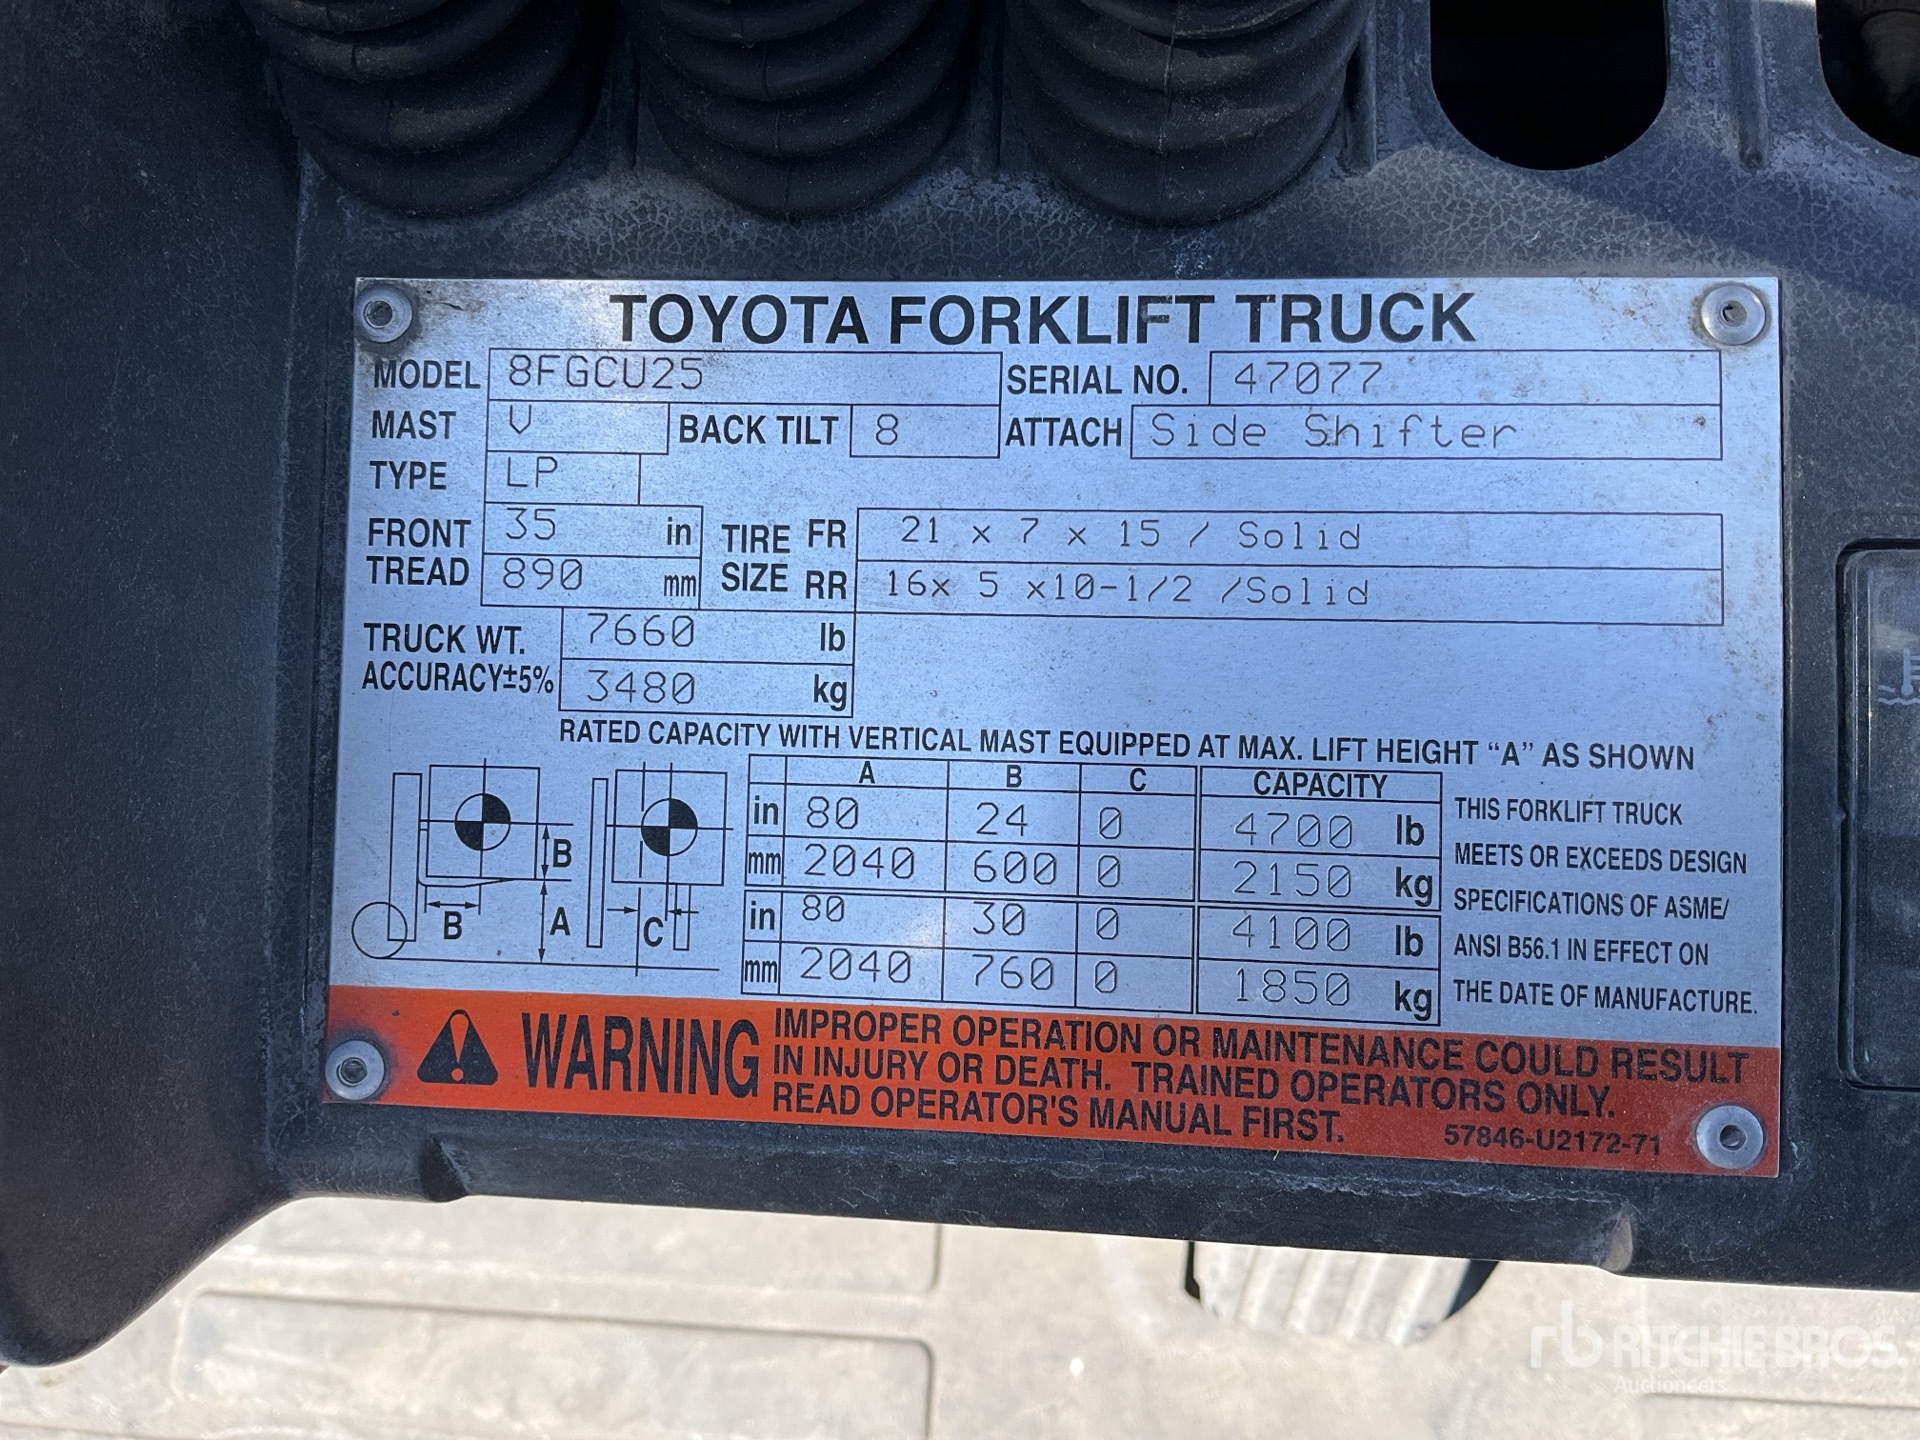 TOYOTA FORKLIFT TRUCK
MODEL 8FGCU25 SERIAL NO. 47077
MAST V BACK TILT 8 ATTACH Side Shifter
TYPE LP
FRONT TREAD 35 in TIRE SIZE FR 21 x 7 x 15 / Solid
890 mm RR 16x 5 x10-1/2 /Solid
TRUCK WT. 7660 lb
ACCURACY±5% 3480 kg
RATED CAPACITY WITH VERTICAL MAST EQUIPPED AT MAX. LIFT HEIGHT “A” AS SHOWN
A B C CAPACITY
in 80 24 0 4700 lb
mm 2040 600 0 2150 kg
in 80 30 0 4100 lb
mm 2040 760 0 1850 kg
B
B A C
THIS FORKLIFT TRUCK
MEETS OR EXCEEDS DESIGN
SPECIFICATIONS OF ASME/
ANSI B56.1 IN EFFECT ON
THE DATE OF MANUFACTURE.
WARNING
IMPROPER OPERATION OR MAINTENANCE COULD RESULT
IN INJURY OR DEATH. TRAINED OPERATORS ONLY.
READ OPERATOR'S MANUAL FIRST.
57846-U2172-71
rb RITCHIE BROS.
Auctioneers